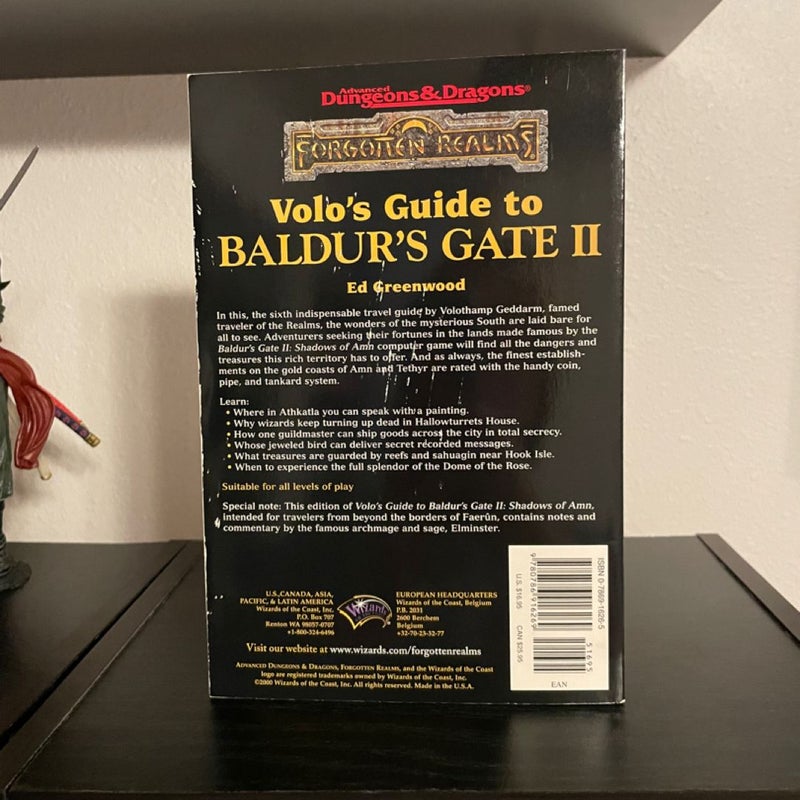 Advanced
Dungeons&Dragons®
FORGOTTEN REALMS
Volo's Guide to
BALDUR'S GATE II
Ed Greenwood
In this, the sixth indispensable travel guide by Volothamp Geddarm, famed
traveler of the Realms, the wonders of the mysterious South are laid bare for
all to see. Adventurers seeking their fortunes in the lands made famous by the
Baldur's Gate II: Shadows of Amn computer game will find all the dangers and
treasures this rich territory has to offer. And as always, the finest establish-
ments on the gold coasts of Amn and Tethyr are rated with the handy coin,
pipe, and tankard system.
Learn:
• Where in Athkatla you can speak with a painting.
• Why wizards keep turning up dead in Hallowturrets House.
• How one guildmaster can ship goods across the city in total secrecy.
• Whose jeweled bird can deliver secret recorded messages.
• What treasures are guarded by reefs and sahuagin near Hook Isle.
• When to experience the full splendor of the Dome of the Rose.
Suitable for all levels of play
Special note: This edition of Volo's Guide to Baldur's Gate II: Shadows of Amn,
intended for travelers from beyond the borders of Faerûn, contains notes and
commentary by the famous archmage and sage, Elminster.
U.S., CANADA, ASIA,
PACIFIC, & LATIN AMERICA
Wizards of the Coast, Inc.
P.O. Box 707
Renton WA 98057-0707
+1-800-324-6496
Wizards
EUROPEAN HEADQUARTERS
Wizards of the Coast, Belgium
P.B. 2031
2600 Berchem
Belgium
+32-70-23-32-77
Visit our website at www.wizards.com/forgottenrealms
ADVANCED DUNGEONS & DRAGONS, FORGOTTEN REALMS, and the Wizards of the Coast
logo are registered trademarks owned by Wizards of the Coast, Inc.
©2000 Wizards of the Coast, Inc. All rights reserved. Made in the U.S.A.
ISBN 0-7869-1626-5
9 780786 916269
51695
U.S. $16.95
CAN $25.95
EAN